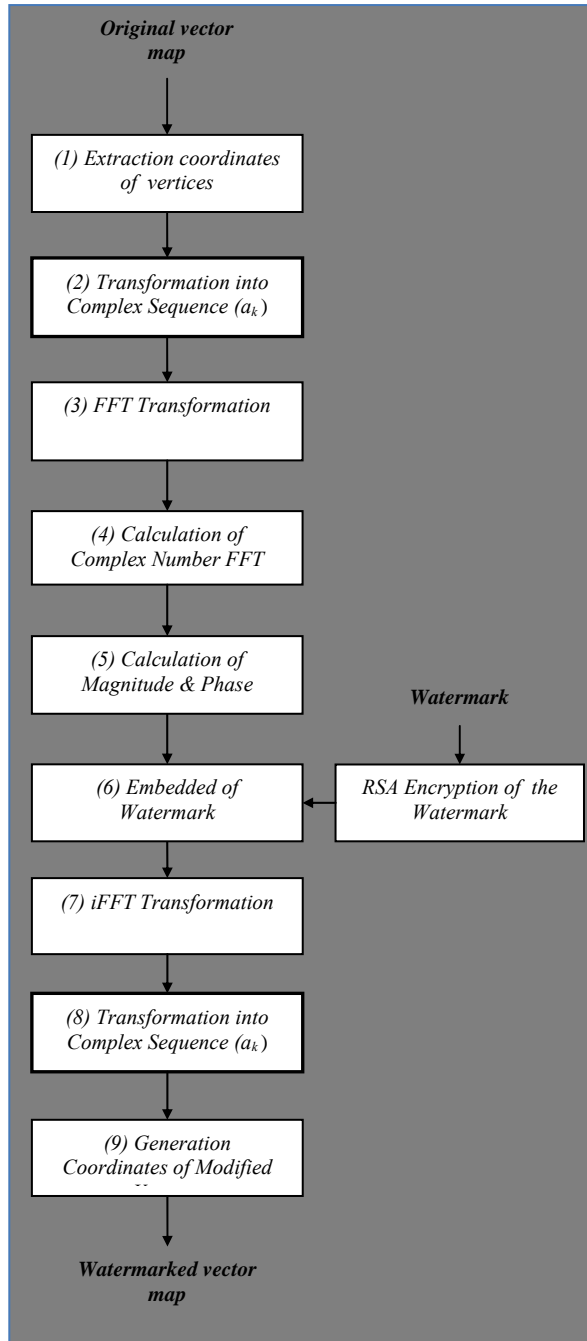 Original vector
map
(1) Extraction coordinates
of vertices
(2) Transformation into
Complex Sequence (aₖ)
(3) FFT Transformation
(4) Calculation of
Complex Number FFT
(5) Calculation of
Magnitude & Phase
Watermark
(6) Embedded of
Watermark
RSA Encryption of the
Watermark
(7) iFFT Transformation
(8) Transformation into
Complex Sequence (aₖ)
(9) Generation
Coordinates of Modified
Watermarked vector
map